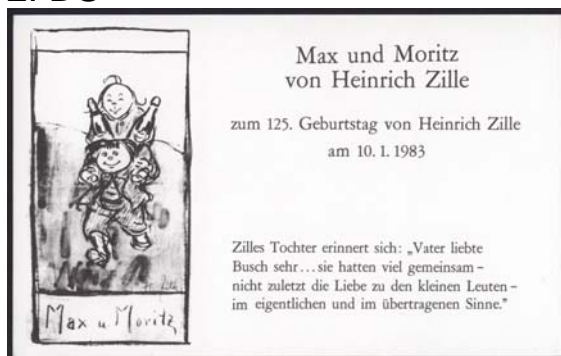 Max und Moritz
von Heinrich Zille
zum 125. Geburtstag von Heinrich Zille
am 10. 1. 1983
Zilles Tochter erinnert sich: „Vater liebte
Busch sehr ... sie hatten viel gemeinsam –
nicht zuletzt die Liebe zu den kleinen Leuten –
im eigentlichen und im übertragenen Sinne.”
H. Zille
Max u. Moritz